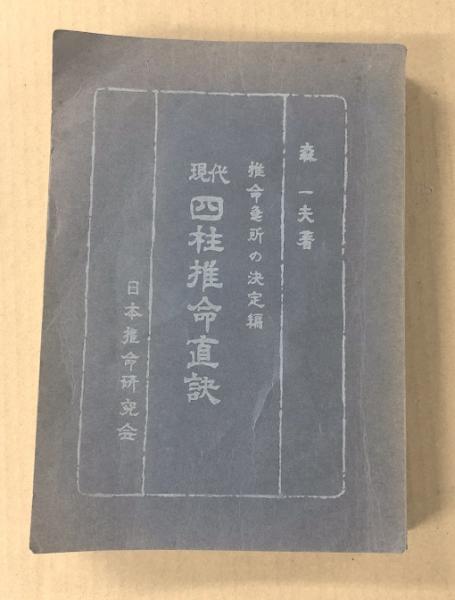 森一夫著
推命急所の決定編
現代
四柱推命直訣
日本推命研究会